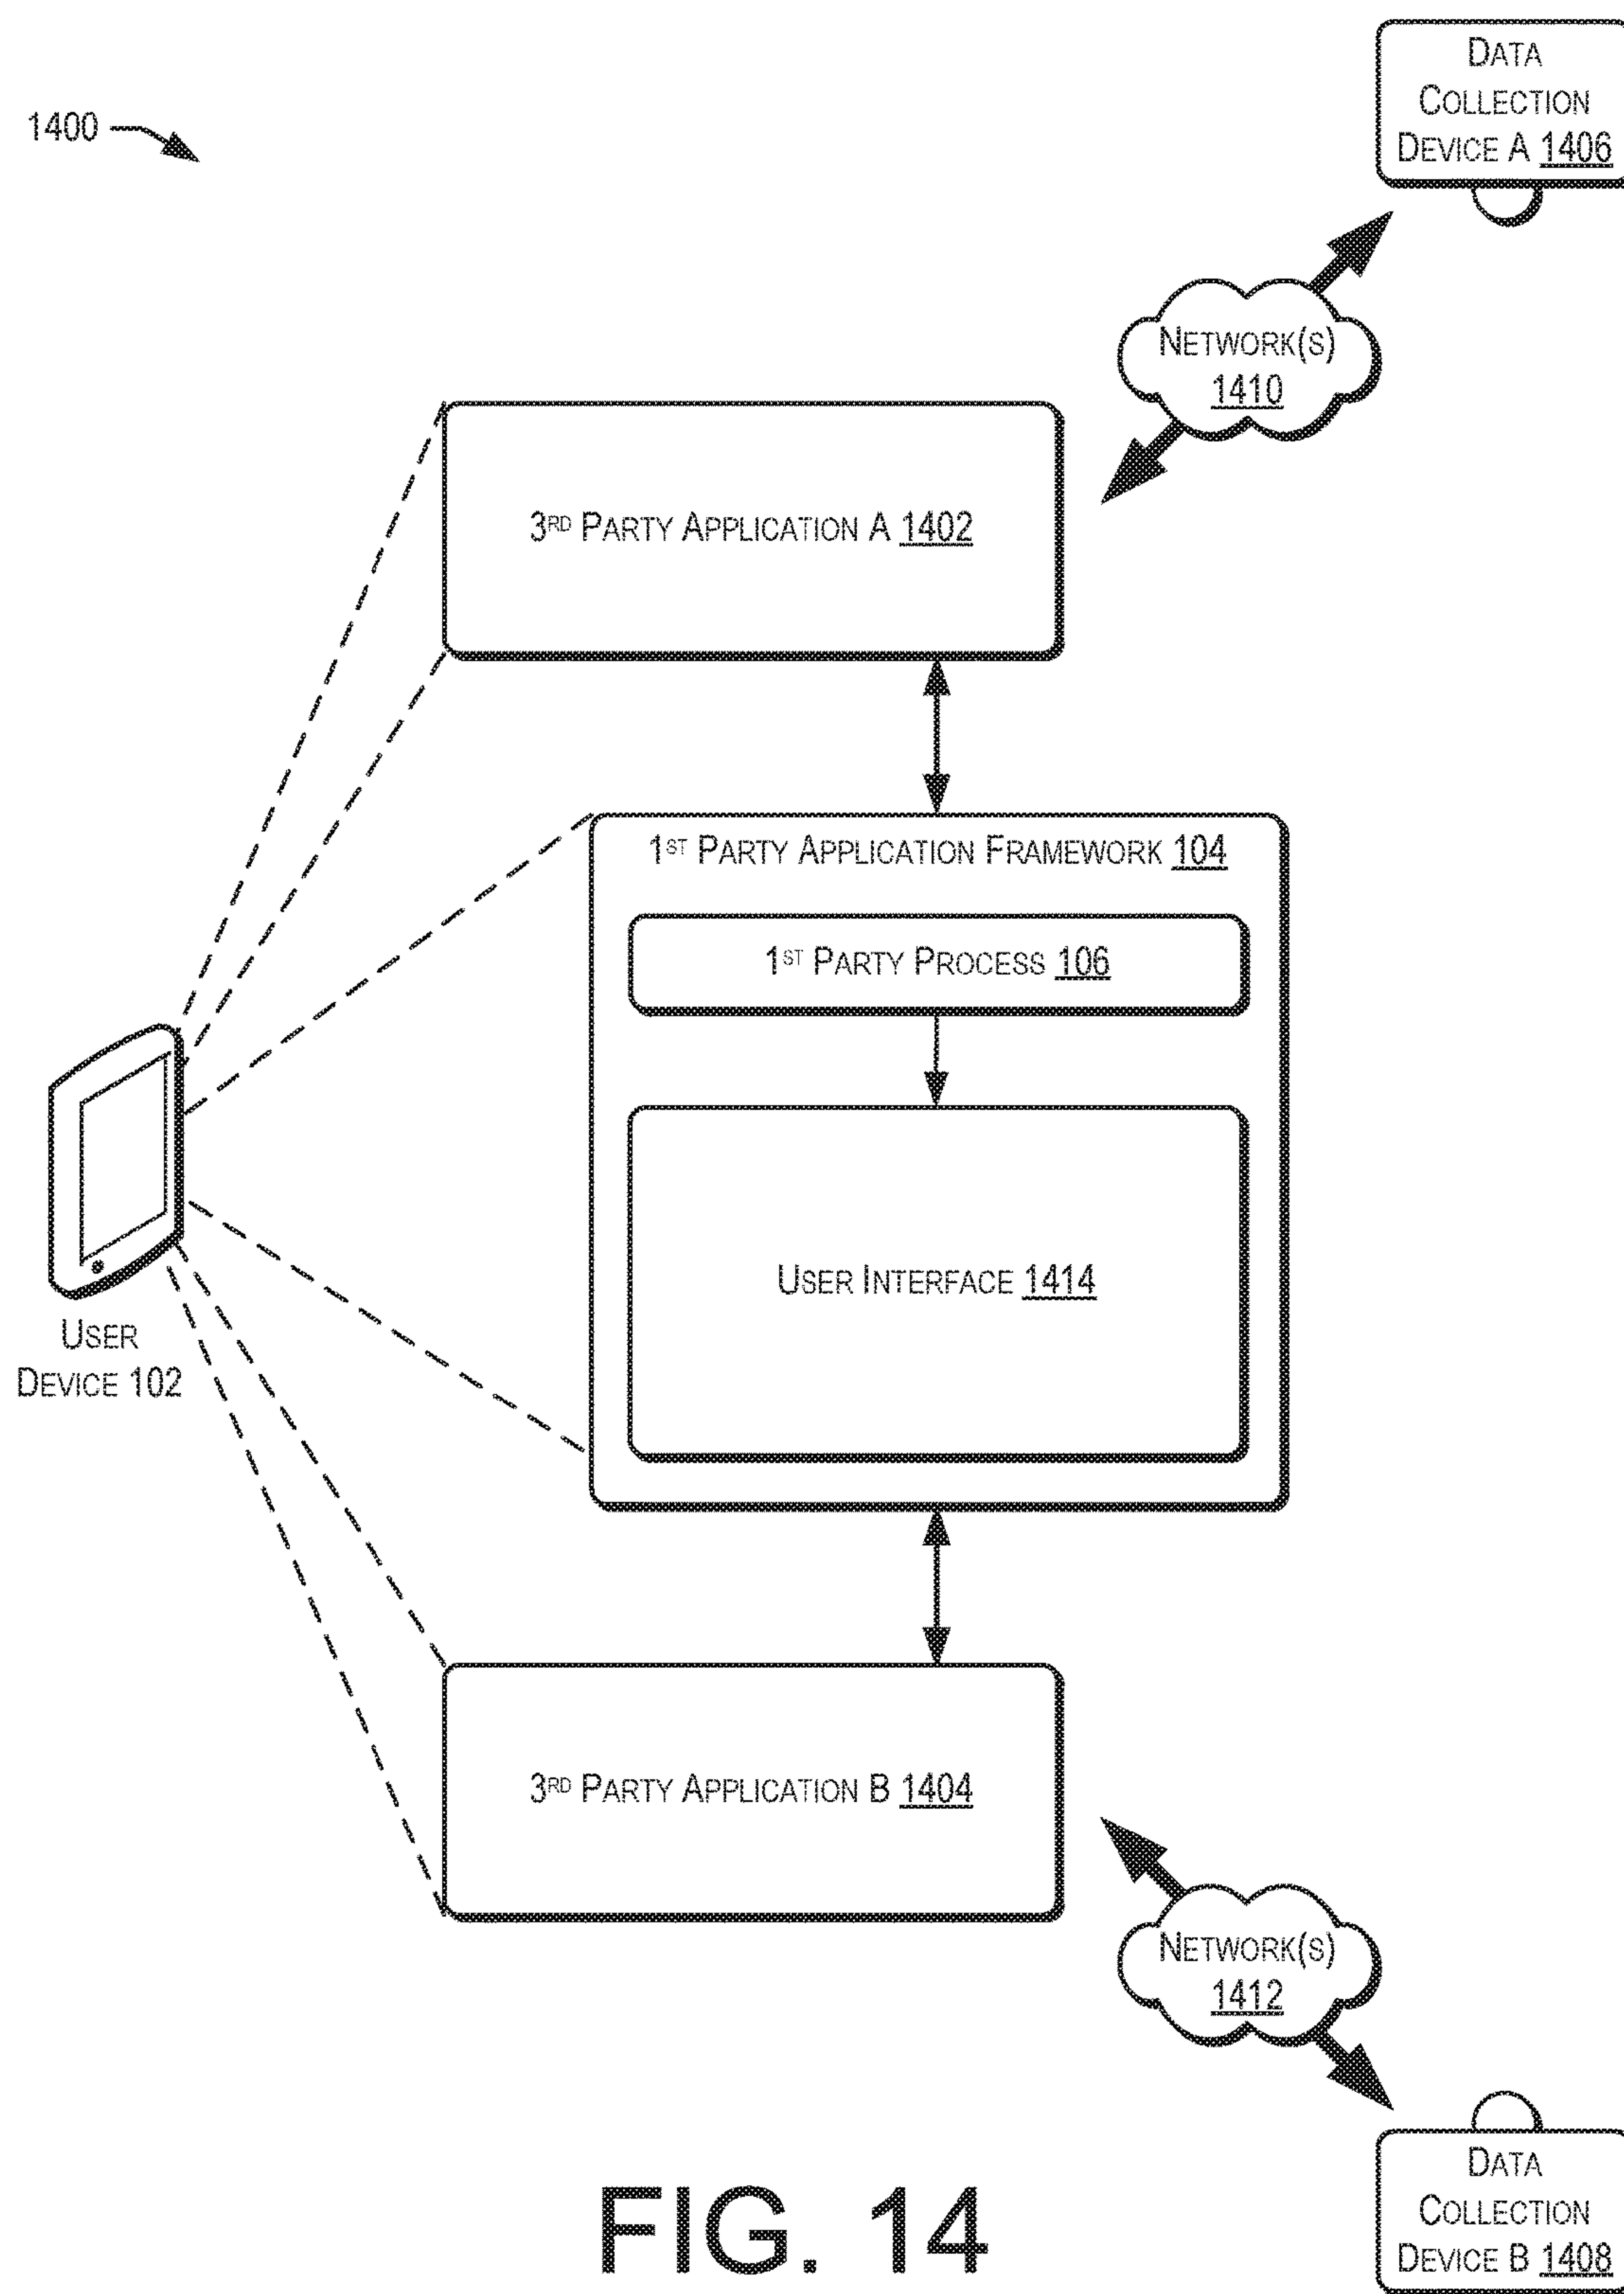 1400
DATA
COLLECTION
DEVICE A 1406
NETWORK(S)
1410
3RD PARTY APPLICATION A 1402
1ST PARTY APPLICATION FRAMEWORK 104
1ST PARTY PROCESS 106
USER INTERFACE 1414
USER
DEVICE 102
3RD PARTY APPLICATION B 1404
NETWORK(S)
1412
DATA
COLLECTION
DEVICE B 1408
FIG. 14